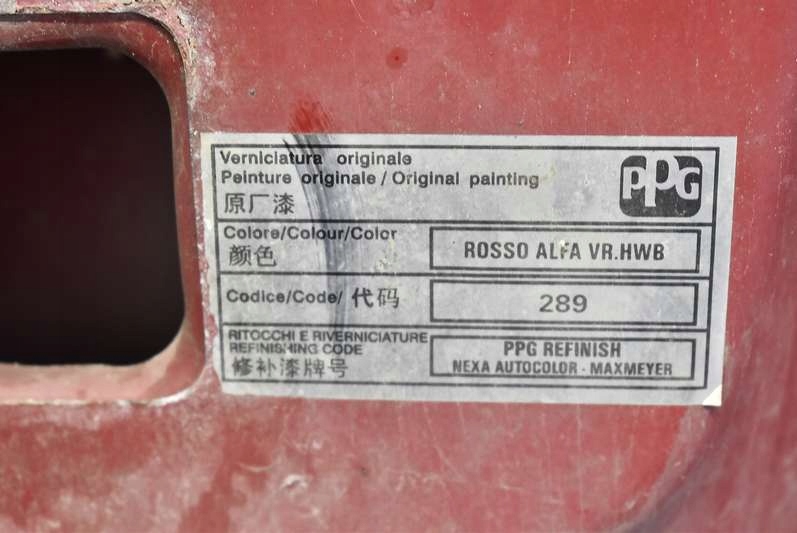 Verniciatura originale
Peinture originale / Original painting
原厂漆
PPG
Colore/Colour/Color
颜色
ROSSO ALFA VR.HWB
Codice/Code/ 代码
289
RITOCCHI E RIVERNICIATURE
REFINISHING CODE
修补漆牌号
PPG REFINISH
NEXA AUTOCOLOR - MAXMEYER